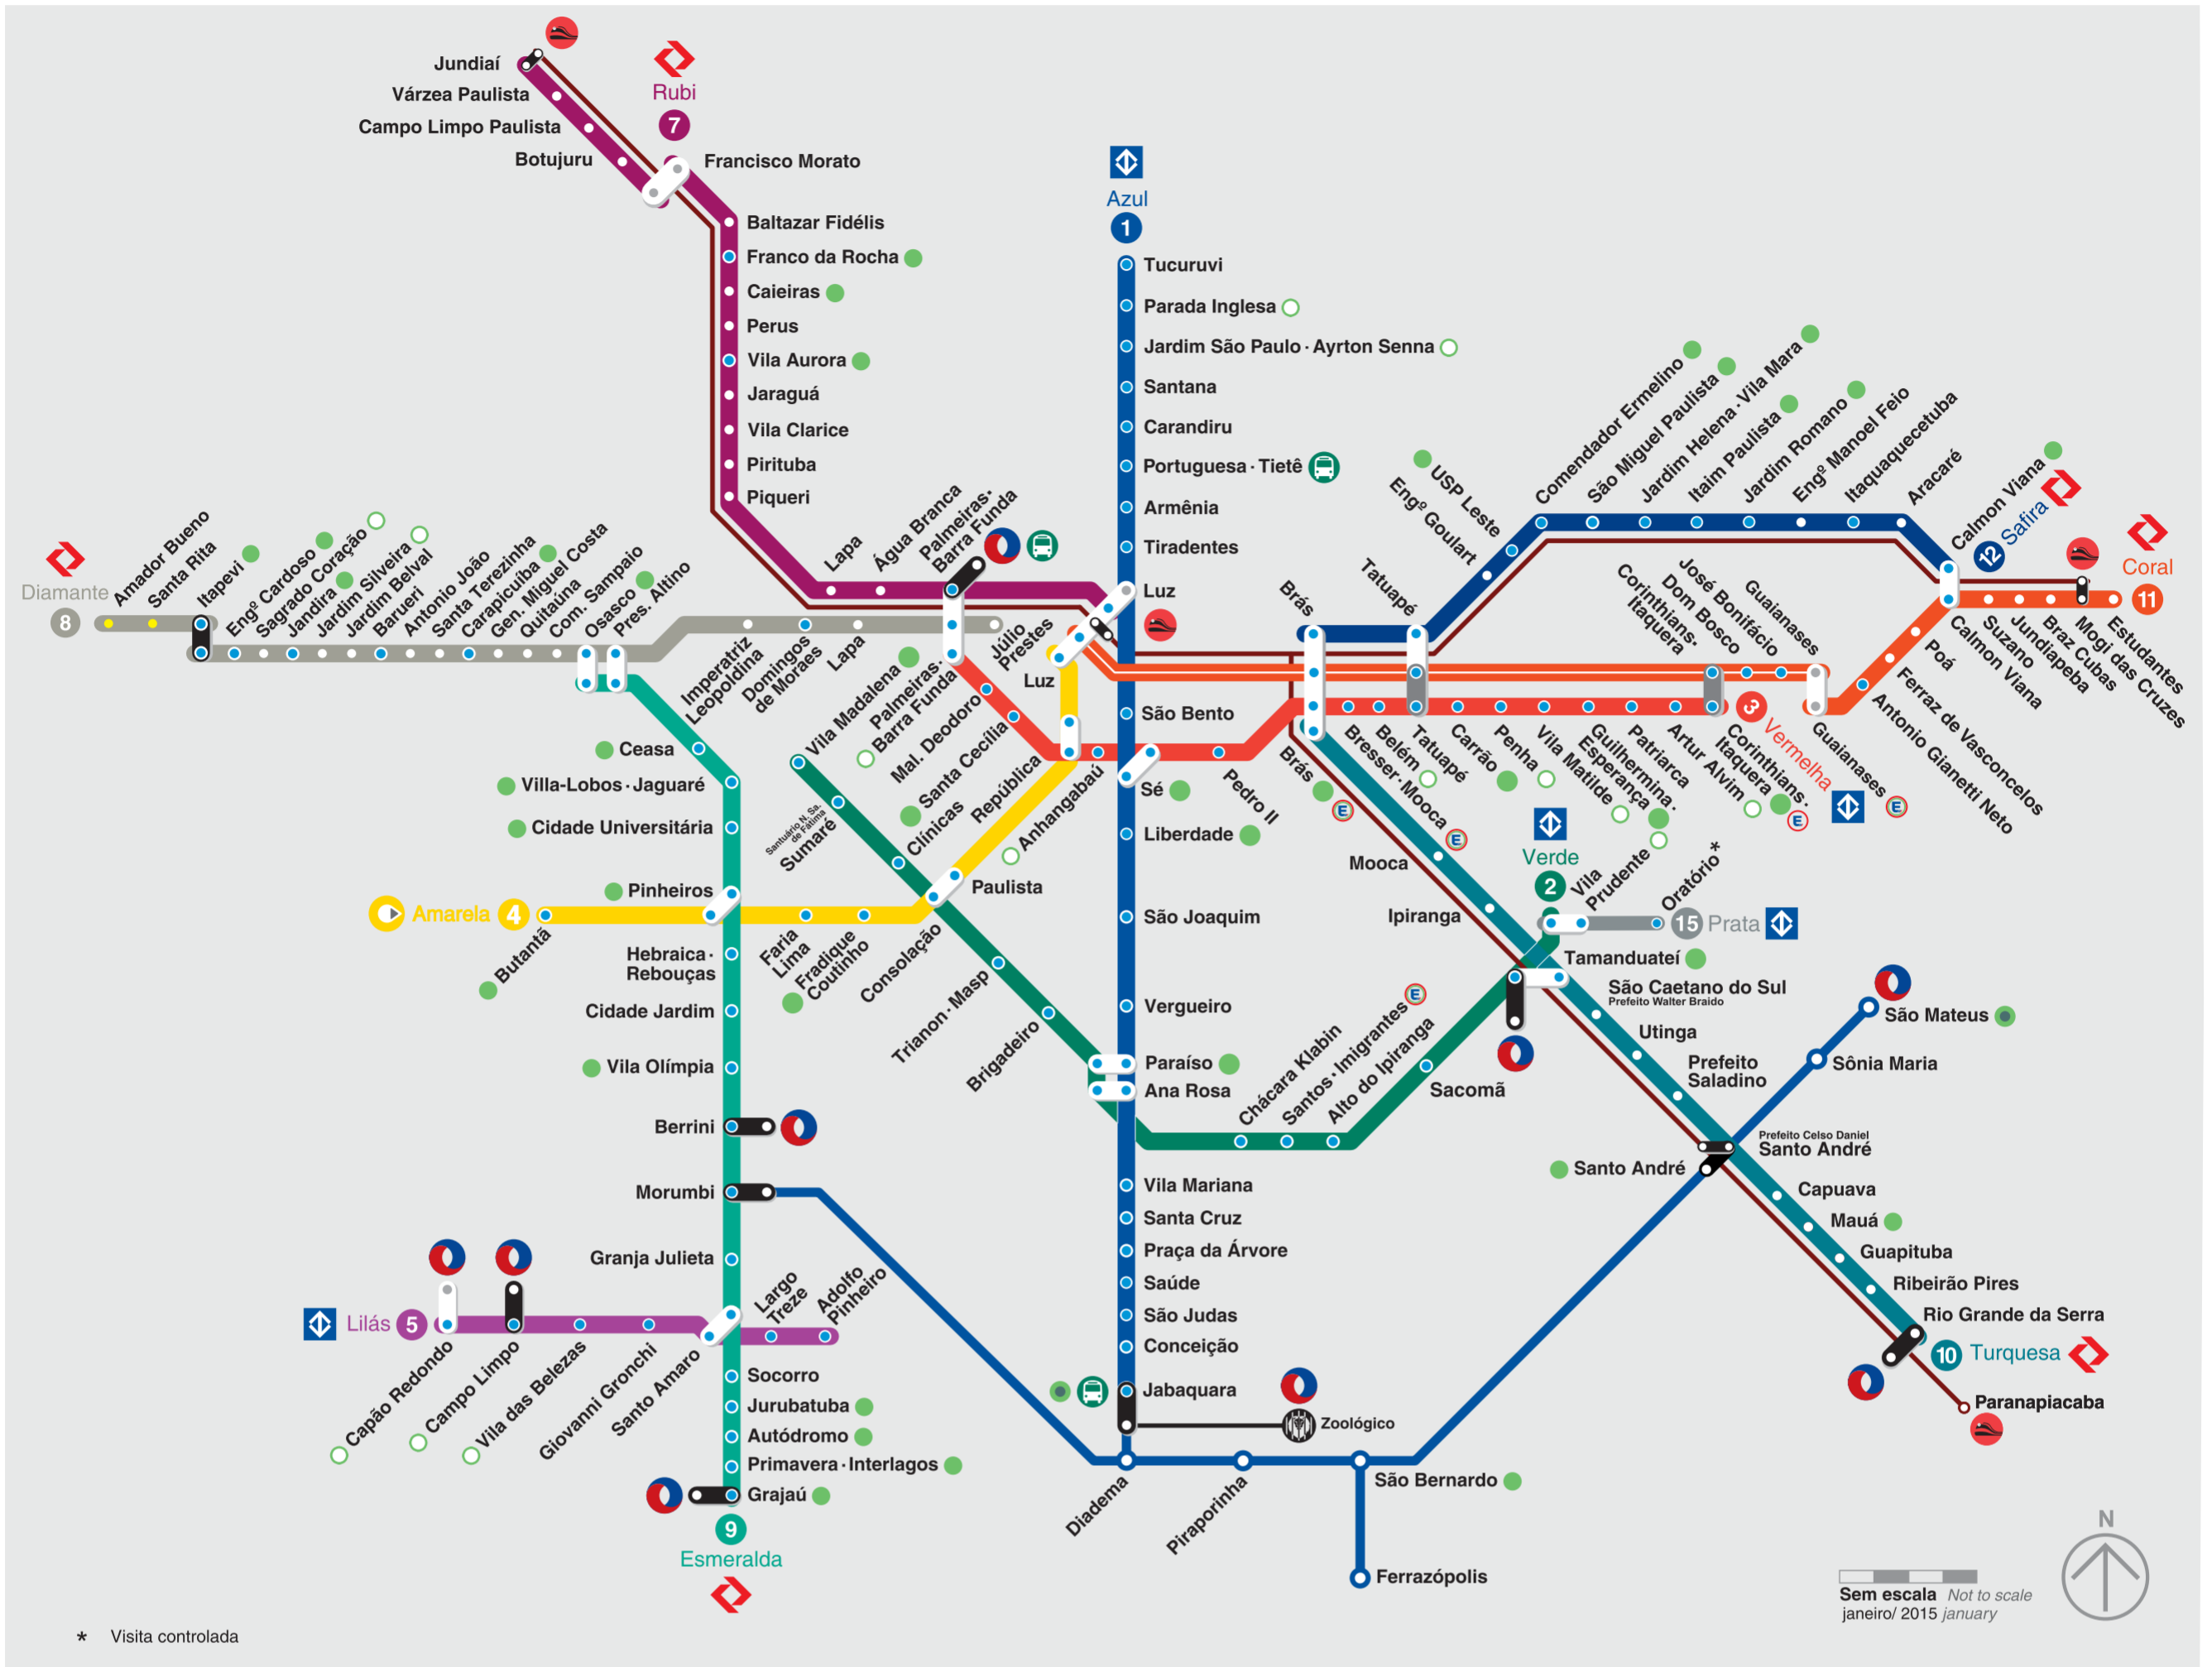 Jundiaí
Várzea Paulista
Campo Limpo Paulista
Botujuru
Rubi
7
Francisco Morato
Baltazar Fidélis
Franco da Rocha
Caieiras
Perus
Vila Aurora
Jaraguá
Vila Clarice
Pirituba
Piqueri
Lapa
Água Branca
Palmeiras·
Barra Funda
Luz
Azul
1
Tucuruvi
Parada Inglesa
Jardim São Paulo · Ayrton Senna
Santana
Carandiru
Portuguesa · Tietê
Armênia
Tiradentes
São Bento
Sé
Liberdade
São Joaquim
Vergueiro
Paraíso
Ana Rosa
Vila Mariana
Santa Cruz
Praça da Árvore
Saúde
São Judas
Conceição
Jabaquara
Zoológico
Diamante
8
Amador Bueno
Santa Rita
Itapevi
Engº Cardoso
Sagrado Coração
Jandira
Jardim Silveira
Jardim Belval
Barueri
Antonio João
Santa Terezinha
Carapicuíba
Gen. Miguel Costa
Quitaúna
Com. Sampaio
Osasco
Pres. Altino
Imperatriz
Leopoldina
Domingos
de Moraes
Lapa
Júlio
Prestes
Luz
Ceasa
Villa-Lobos · Jaguaré
Cidade Universitária
Pinheiros
Hebraica ·
Rebouças
Cidade Jardim
Vila Olímpia
Berrini
Morumbi
Granja Julieta
Socorro
Jurubatuba
Autódromo
Primavera · Interlagos
Grajaú
9
Esmeralda
Amarela
4
Butantã
Faria
Lima
Fradique
Coutinho
Paulista
República
Vila Madalena
Santuário N. Sa.
de Fátima
Sumaré
Clínicas
Consolação
Trianon · Masp
Brigadeiro
Chácara Klabin
Santos · Imigrantes
E
Alto do Ipiranga
Sacomã
Tamanduateí
Vila
Prudente
Verde
2
Oratório*
15
Prata
Palmeiras·
Barra Funda
Mal. Deodoro
Santa Cecília
Anhangabaú
Pedro II
Brás
E
Bresser · Mooca
E
Belém
Tatuapé
Carrão
Penha
Vila Matilde
Guilhermina ·
Esperança
Patriarca
Artur Alvim
Corinthians·
Itaquera
E
3
Vermelha
Guaianases
E
Brás
Tatuapé
Engº Goulart
USP Leste
Comendador Ermelino
São Miguel Paulista
Jardim Helena · Vila Mara
Itaim Paulista
Jardim Romano
Engº Manoel Feio
Itaquaquecetuba
Aracaré
Calmon Viana
12
Safira
Coral
11
Corinthians·
Itaquera
Dom Bosco
José Bonifácio
Guaianases
Antonio Gianetti Neto
Ferraz de Vasconcelos
Poá
Calmon Viana
Suzano
Jundiapeba
Braz Cubas
Mogi das Cruzes
Estudantes
Mooca
Ipiranga
São Caetano do Sul
Prefeito Walter Braido
Utinga
Prefeito
Saladino
Prefeito Celso Daniel
Santo André
Capuava
Mauá
Guapituba
Ribeirão Pires
Rio Grande da Serra
10
Turquesa
Paranapiacaba
Lilás
5
Capão Redondo
Campo Limpo
Vila das Belezas
Giovanni Gronchi
Santo Amaro
Largo
Treze
Adolfo
Pinheiro
São Mateus
Sônia Maria
Santo André
Diadema
Piraporinha
São Bernardo
Ferrazópolis
N
Sem escala Not to scale
janeiro/ 2015 january
* Visita controlada